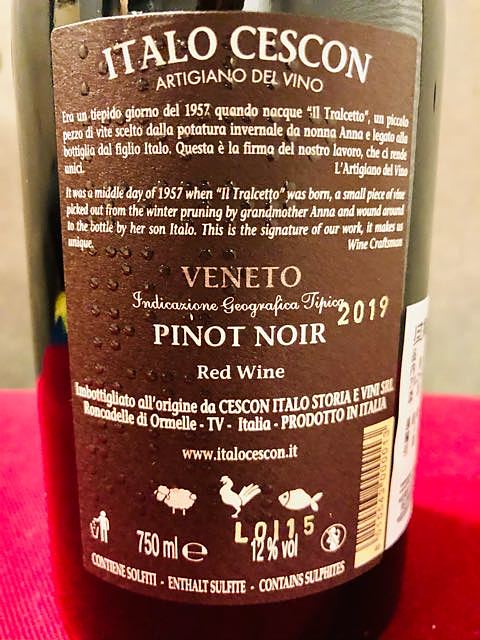 ITALO CESCON
ARTIGIANO DEL VINO
Era un tiepido giorno del 1957 quando nacque "Il Tralcetto", un piccolo
pezzo di vite scelto dalla potatura invernale da nonna Anna e legato alla
bottiglia dal figlio Italo. Questa è la firma del nostro lavoro, che ci rende
unici. L'Artigiano del Vino
It was a middle day of 1957 when "Il Tralcetto" was born, a small piece of vine
picked out from the winter pruning by grandmother Anna and wound around
to the bottle by her son Italo. This is the signature of our work, it makes us
unique. Wine Craftsman
VENETO
Indicazione Geografica Tipica
2019
PINOT NOIR
Red Wine
Imbottigliato all'origine da CESCON ITALO STORIA E VINI SRL
Roncadelle di Ormelle - TV - Italia - PRODOTTO IN ITALIA
www.italocescon.it
750 ml e
12 % vol
CONTIENE SOLFITI - ENTHALT SULFITE - CONTAINS SULPHITES